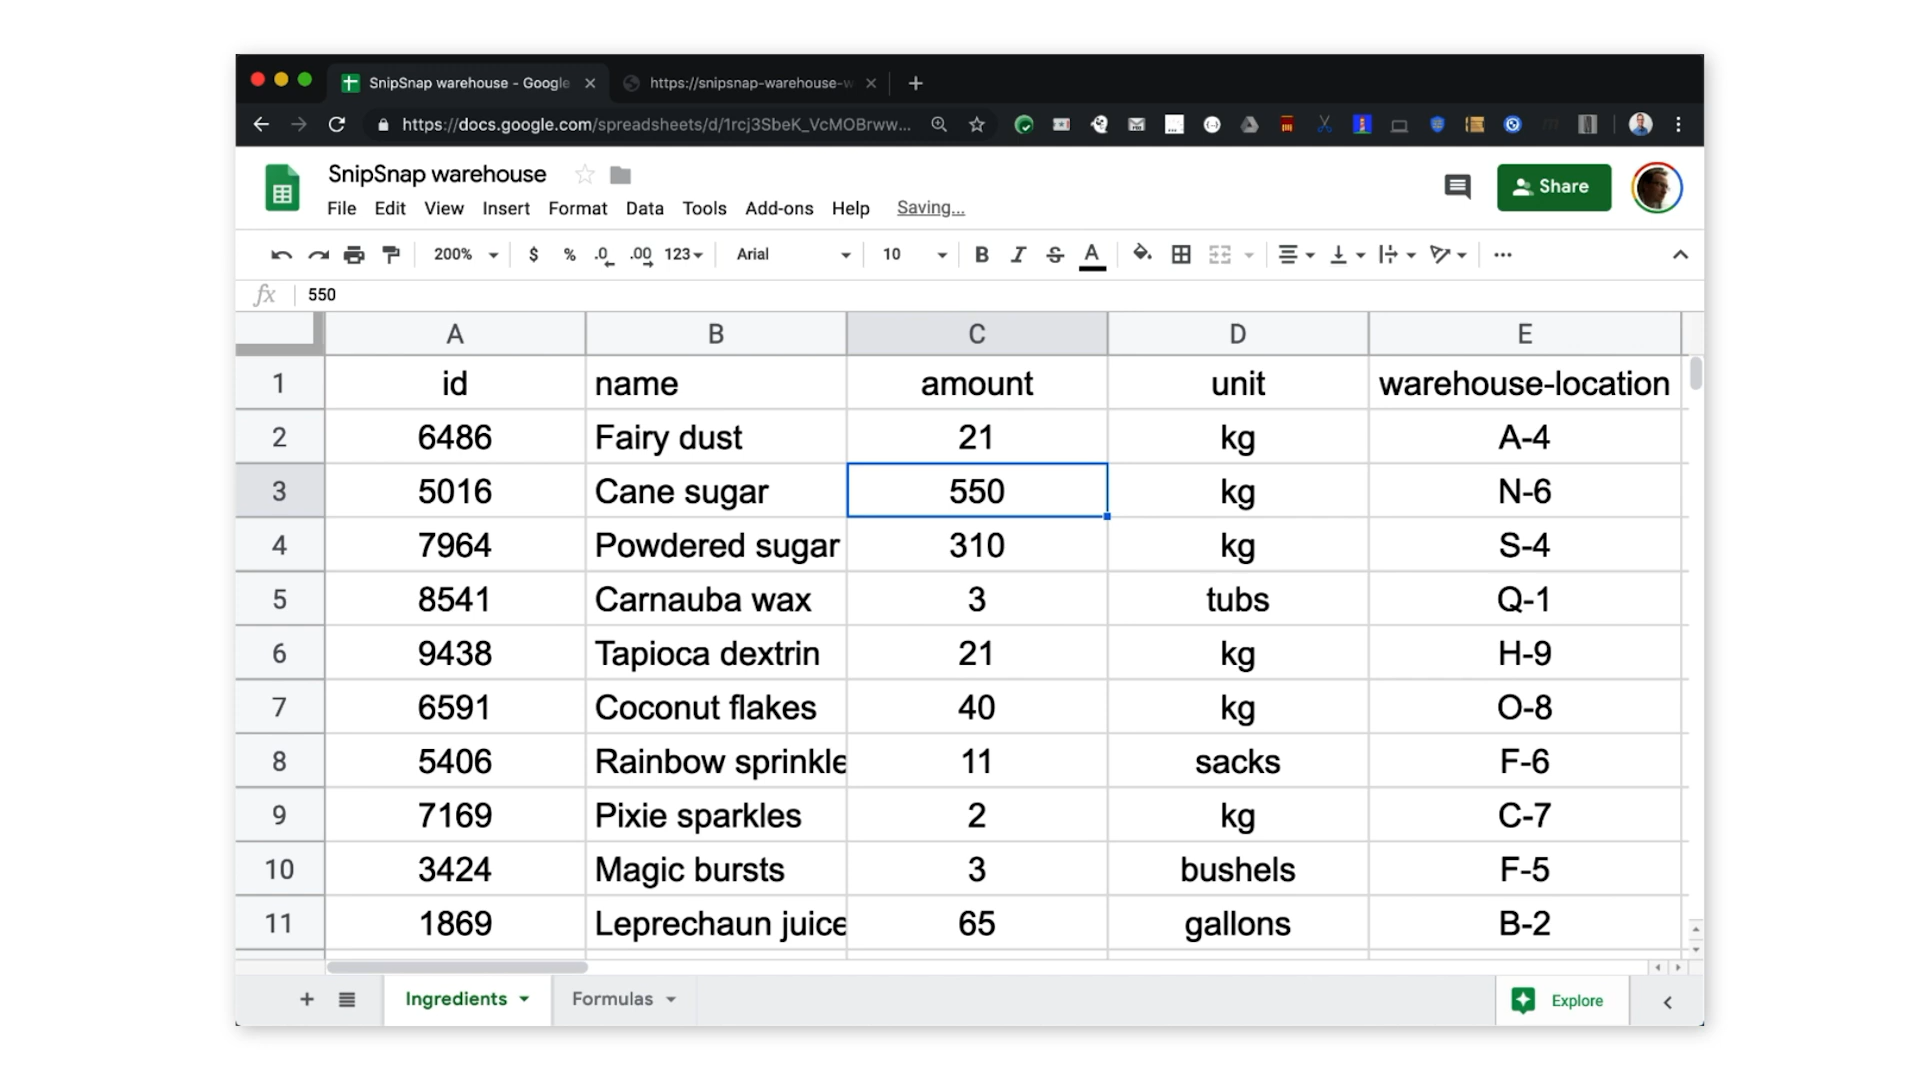 SnipSnap warehouse - Google
https://snipsnap-warehouse-w
https://docs.google.com/spreadsheets/d/1rcj3SbeK_VcMOBrww...
SnipSnap warehouse
File Edit View Insert Format Data Tools Add-ons Help Saving...
Share
200% $ % .0 .00 123 Arial 10 B I S A
fx 550
A B C D E
1 id name amount unit warehouse-location
2 6486 Fairy dust 21 kg A-4
3 5016 Cane sugar 550 kg N-6
4 7964 Powdered sugar 310 kg S-4
5 8541 Carnauba wax 3 tubs Q-1
6 9438 Tapioca dextrin 21 kg H-9
7 6591 Coconut flakes 40 kg O-8
8 5406 Rainbow sprinkle 11 sacks F-6
9 7169 Pixie sparkles 2 kg C-7
10 3424 Magic bursts 3 bushels F-5
11 1869 Leprechaun juice 65 gallons B-2
Ingredients Formulas Explore